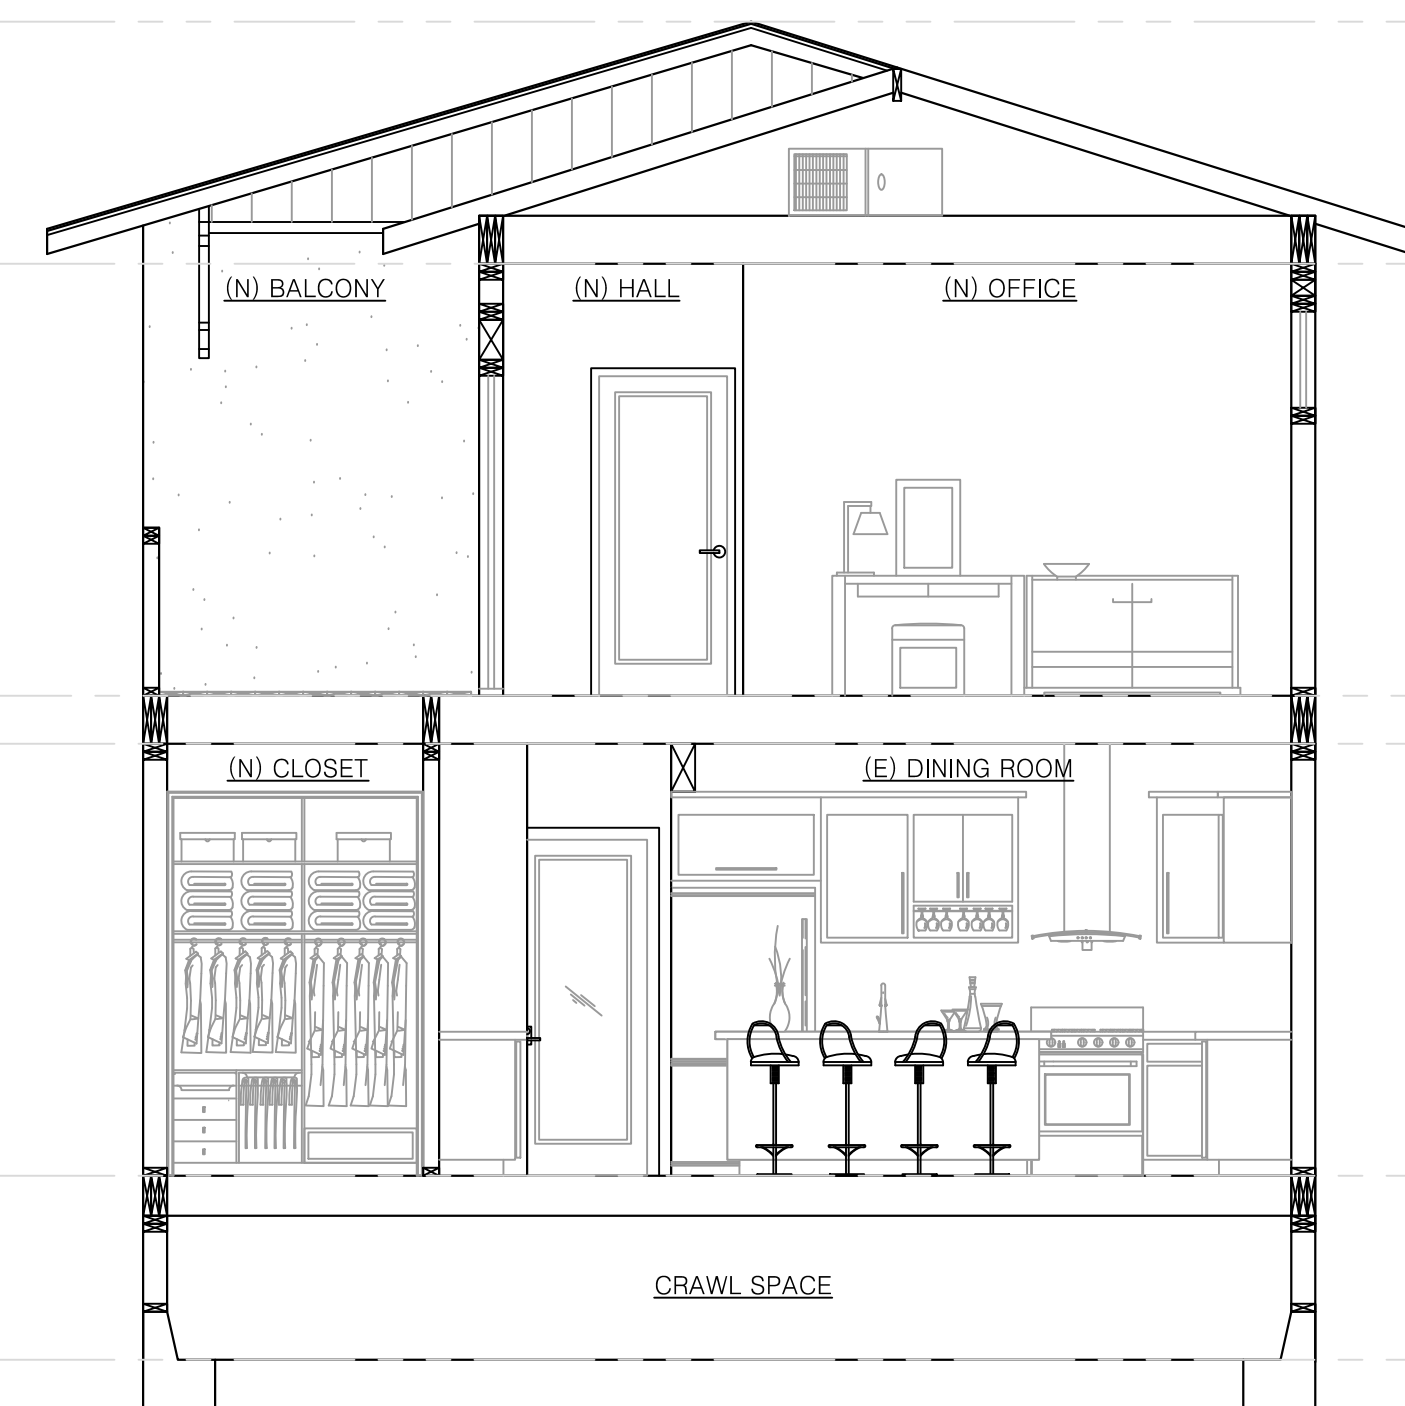 (N) BALCONY
(N) HALL
(N) OFFICE
(N) CLOSET
(E) DINING ROOM
CRAWL SPACE